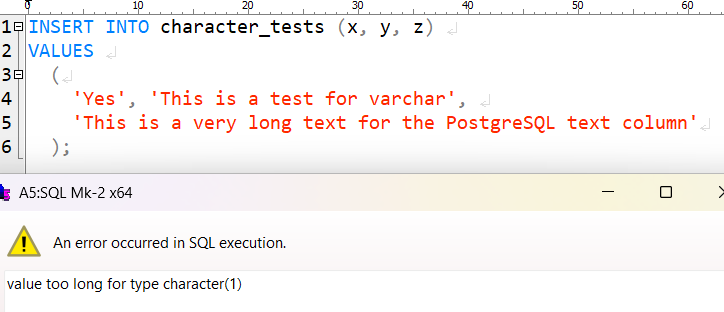 0 10 20 30 40 50 60
1 INSERT INTO character_tests (x, y, z)
2 VALUES
3 (
4 'Yes', 'This is a test for varchar',
5 'This is a very long text for the PostgreSQL text column'
6 );
A5:SQL Mk-2 x64
An error occurred in SQL execution.
value too long for type character(1)